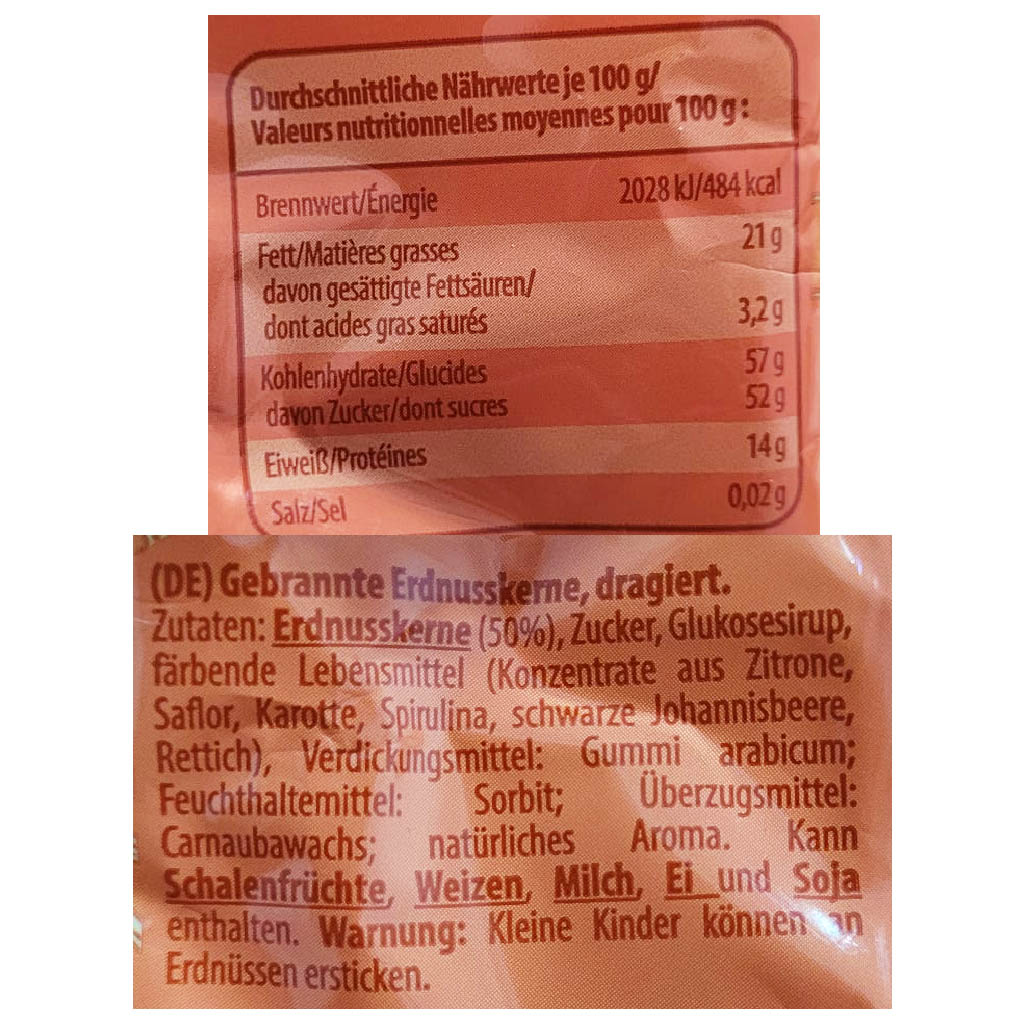 Durchschnittliche Nährwerte je 100 g/
Valeurs nutritionnelles moyennes pour 100 g :
Brennwert/Énergie 2028 kJ/484 kcal
Fett/Matières grasses 21 g
davon gesättigte Fettsäuren/
dont acides gras saturés 3,2 g
Kohlenhydrate/Glucides 57 g
davon Zucker/dont sucres 52 g
Eiweiß/Protéines 14 g
Salz/Sel 0,02 g
(DE) Gebrannte Erdnusskerne, dragiert.
Zutaten: Erdnusskerne (50%), Zucker, Glukosesirup,
färbende Lebensmittel (Konzentrate aus Zitrone,
Saflor, Karotte, Spirulina, schwarze Johannisbeere,
Rettich), Verdickungsmittel: Gummi arabicum;
Feuchthaltemittel: Sorbit; Überzugsmittel:
Carnaubawachs; natürliches Aroma. Kann
Schalenfrüchte, Weizen, Milch, Ei und Soja
enthalten. Warnung: Kleine Kinder können an
Erdnüssen ersticken.